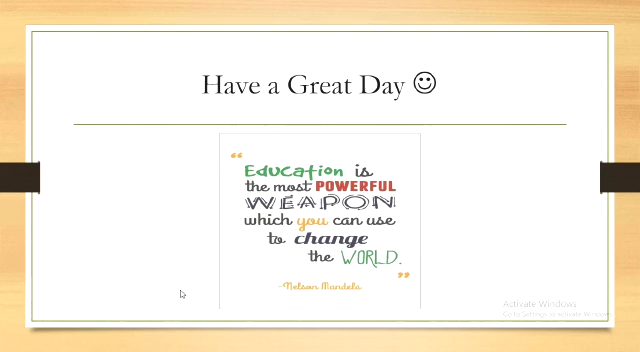 Have a Great Day ☺
“
Education is
the most POWERFUL
WEAPON
which you can use
to change
the WORLD.
”
-Nelson Mandela
Activate Windows
Go to Settings to activate Windows.